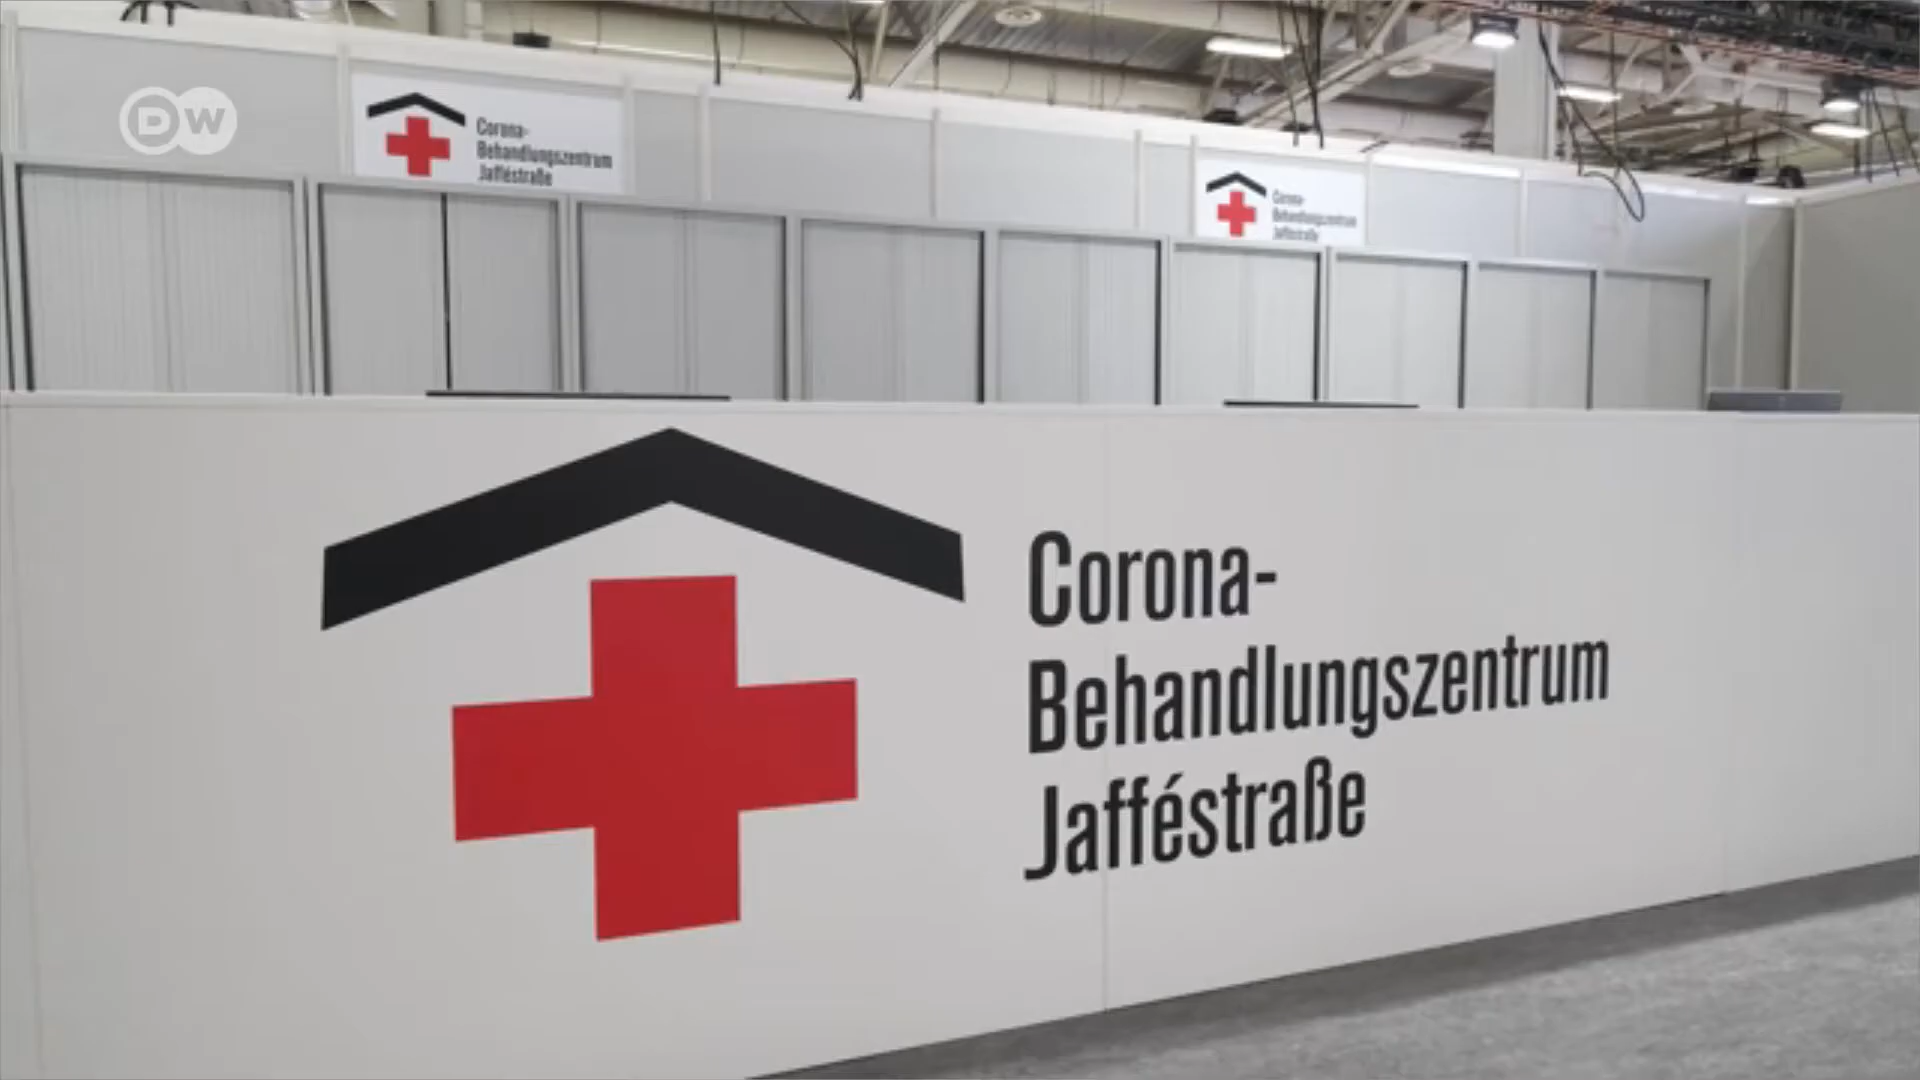 DW
Corona-
Behandlungszentrum
Jafféstraße
Corona-
Behandlungszentrum
Jafféstraße
Corona-
Behandlungszentrum
Jafféstraße